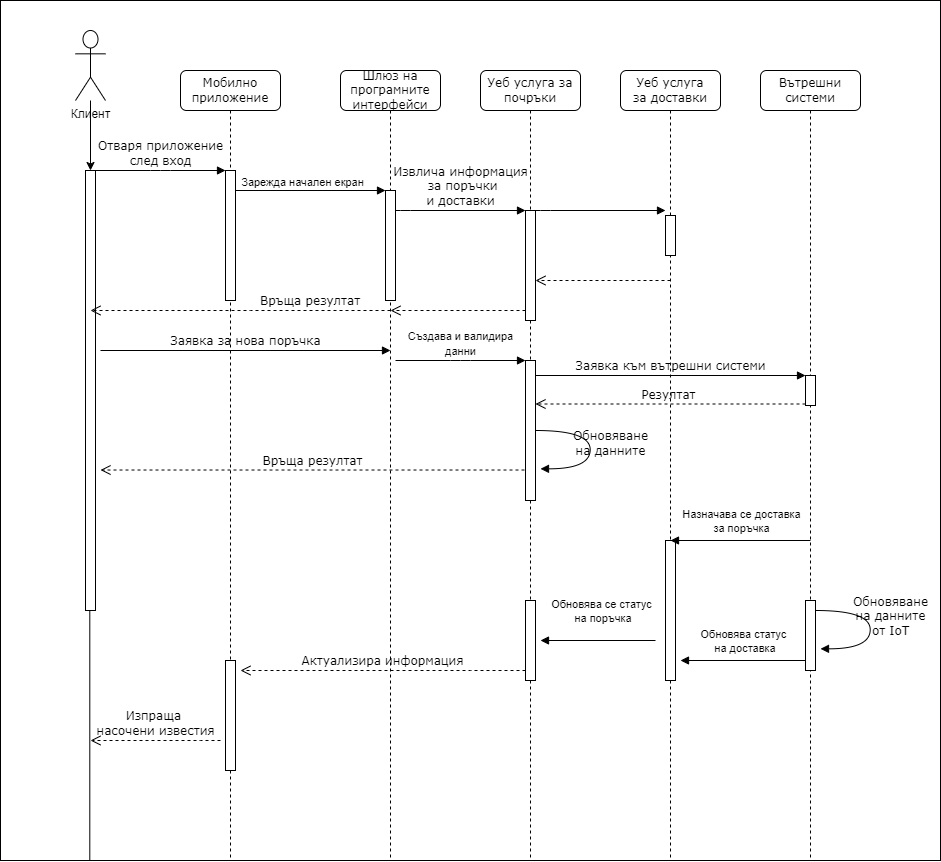 Клиент
Мобилно
приложение
Шлюз на
програмните
интерфейси
Уеб услуга за
почръки
Уеб услуга
за доставки
Вътрешни
системи
Отваря приложение
след вход
Зарежда начален екран
Извлича информация
за поръчки
и доставки
Връща резултат
Заявка за нова поръчка
Създава и валидира
данни
Заявка към вътрешни системи
Резултат
Обновяване
на данните
Връща резултат
Назначава се доставка
за поръчка
Обновява се статус
на поръчка
Обновява статус
на доставка
Обновяване
на данните
от IoT
Актуализира информация
Изпраща
насочени известия